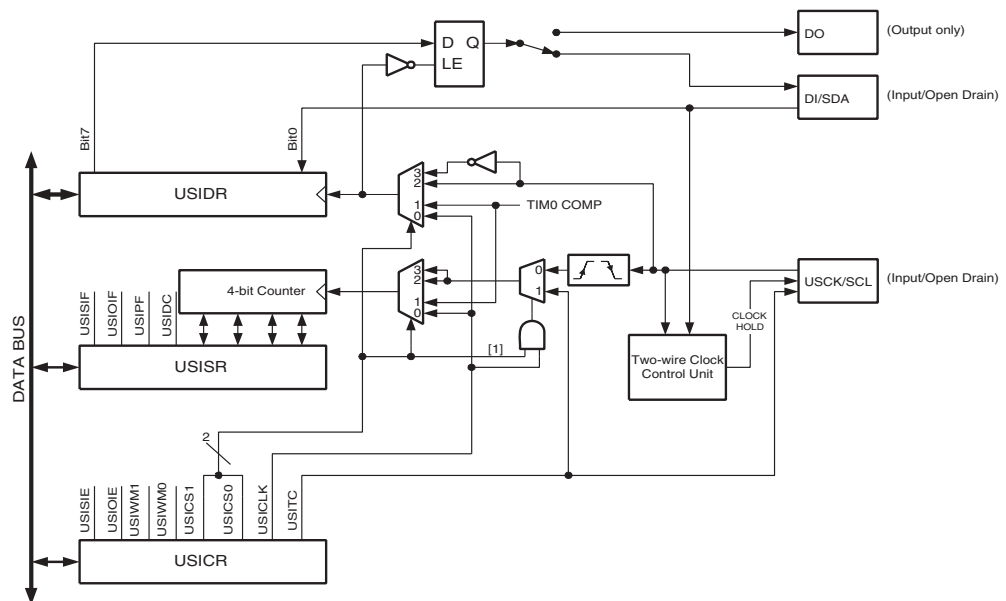 D Q
LE
DO
(Output only)
DI/SDA
(Input/Open Drain)
Bit7
Bit0
USIDR
3
2
1
0
TIM0 COMP
4-bit Counter
3
2
1
0
0
1
USCK/SCL
(Input/Open Drain)
CLOCK
HOLD
USISIF
USIOIF
USIPF
USIDC
[1]
Two-wire Clock
Control Unit
USISR
DATA BUS
2
USISIE
USIOIE
USIWM1
USIWM0
USICS1
USICS0
USICLK
USITC
USICR